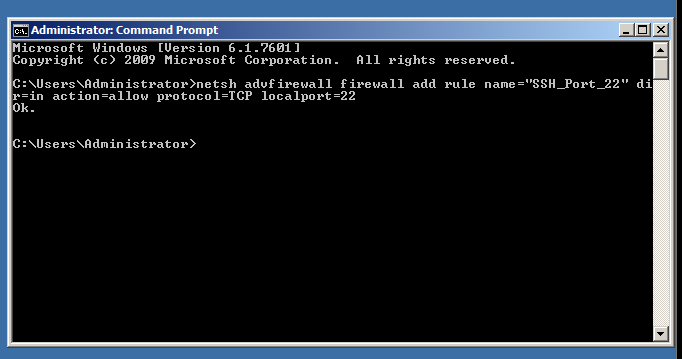 Administrator: Command Prompt
Microsoft Windows [Version 6.1.7601]
Copyright (c) 2009 Microsoft Corporation.  All rights reserved.
C:\Users\Administrator>netsh advfirewall firewall add rule name="SSH_Port_22" di
r=in action=allow protocol=TCP localport=22
Ok.
C:\Users\Administrator>